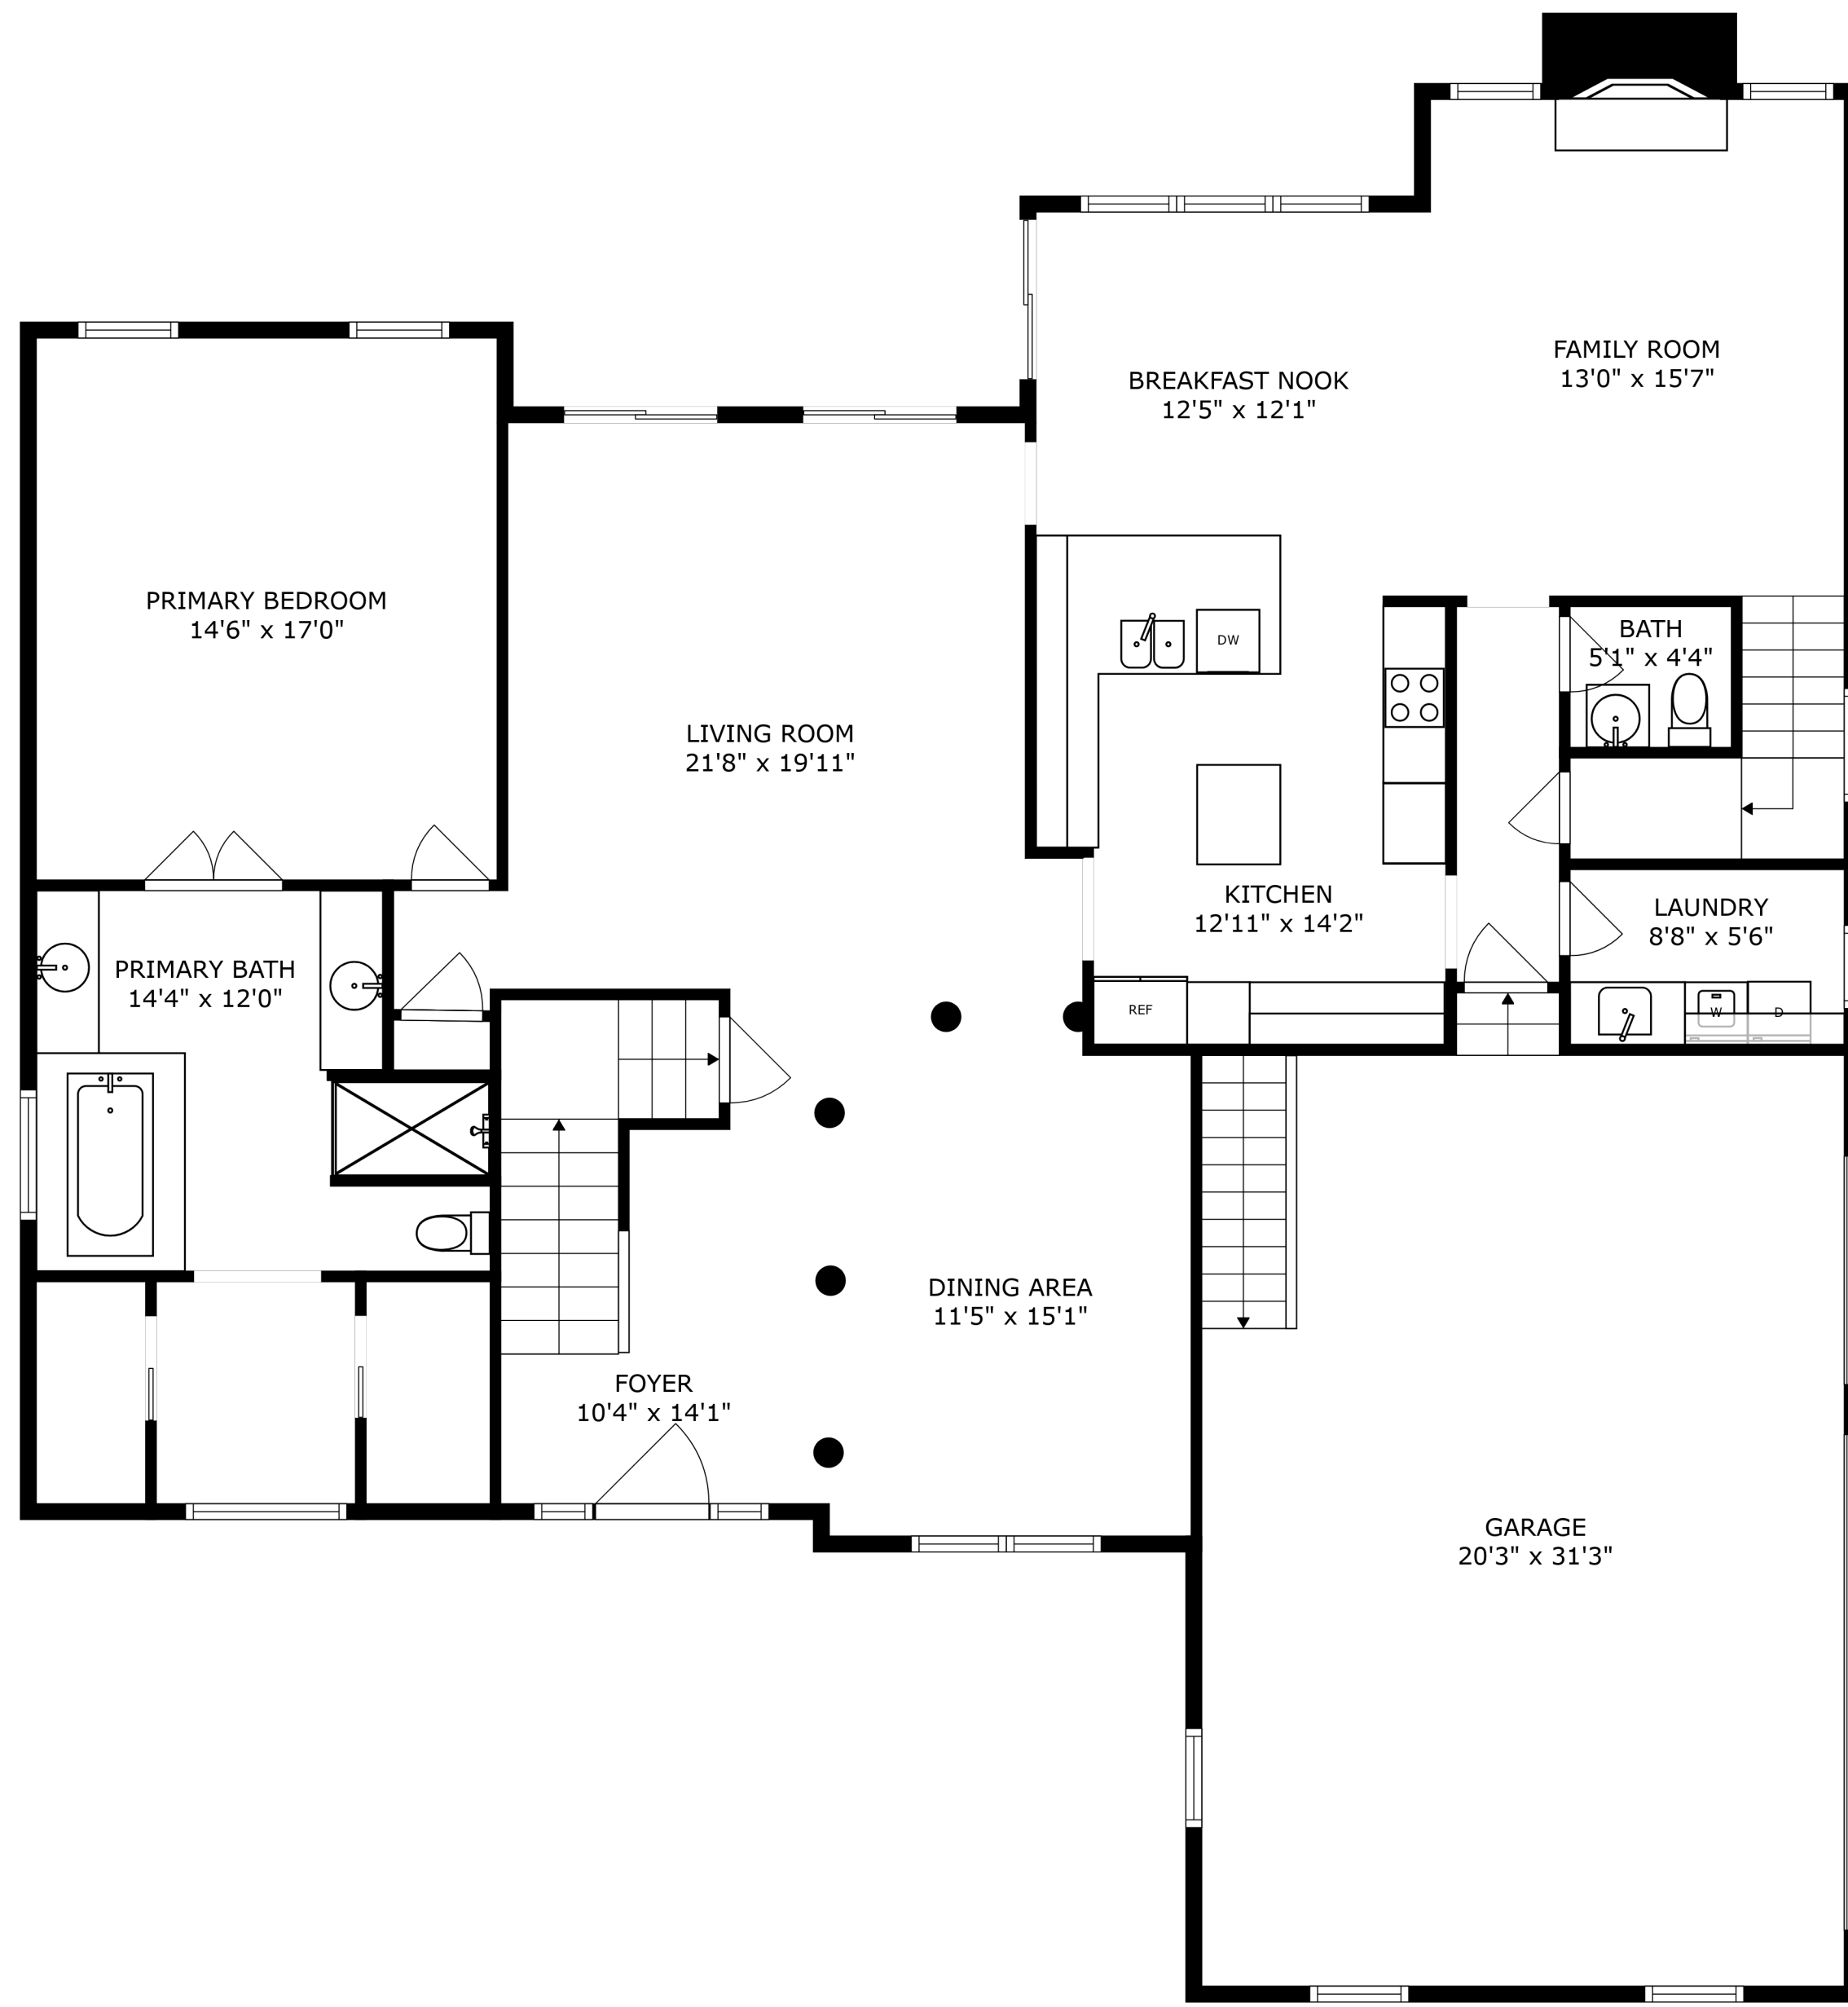 FAMILY ROOM
13'0" x 15'7"
BREAKFAST NOOK
12'5" x 12'1"
PRIMARY BEDROOM
14'6" x 17'0"
BATH
5'1" x 4'4"
DW
LIVING ROOM
21'8" x 19'11"
KITCHEN
12'11" x 14'2"
LAUNDRY
8'8" x 5'6"
PRIMARY BATH
14'4" x 12'0"
REF
W
D
DINING AREA
11'5" x 15'1"
FOYER
10'4" x 14'1"
GARAGE
20'3" x 31'3"